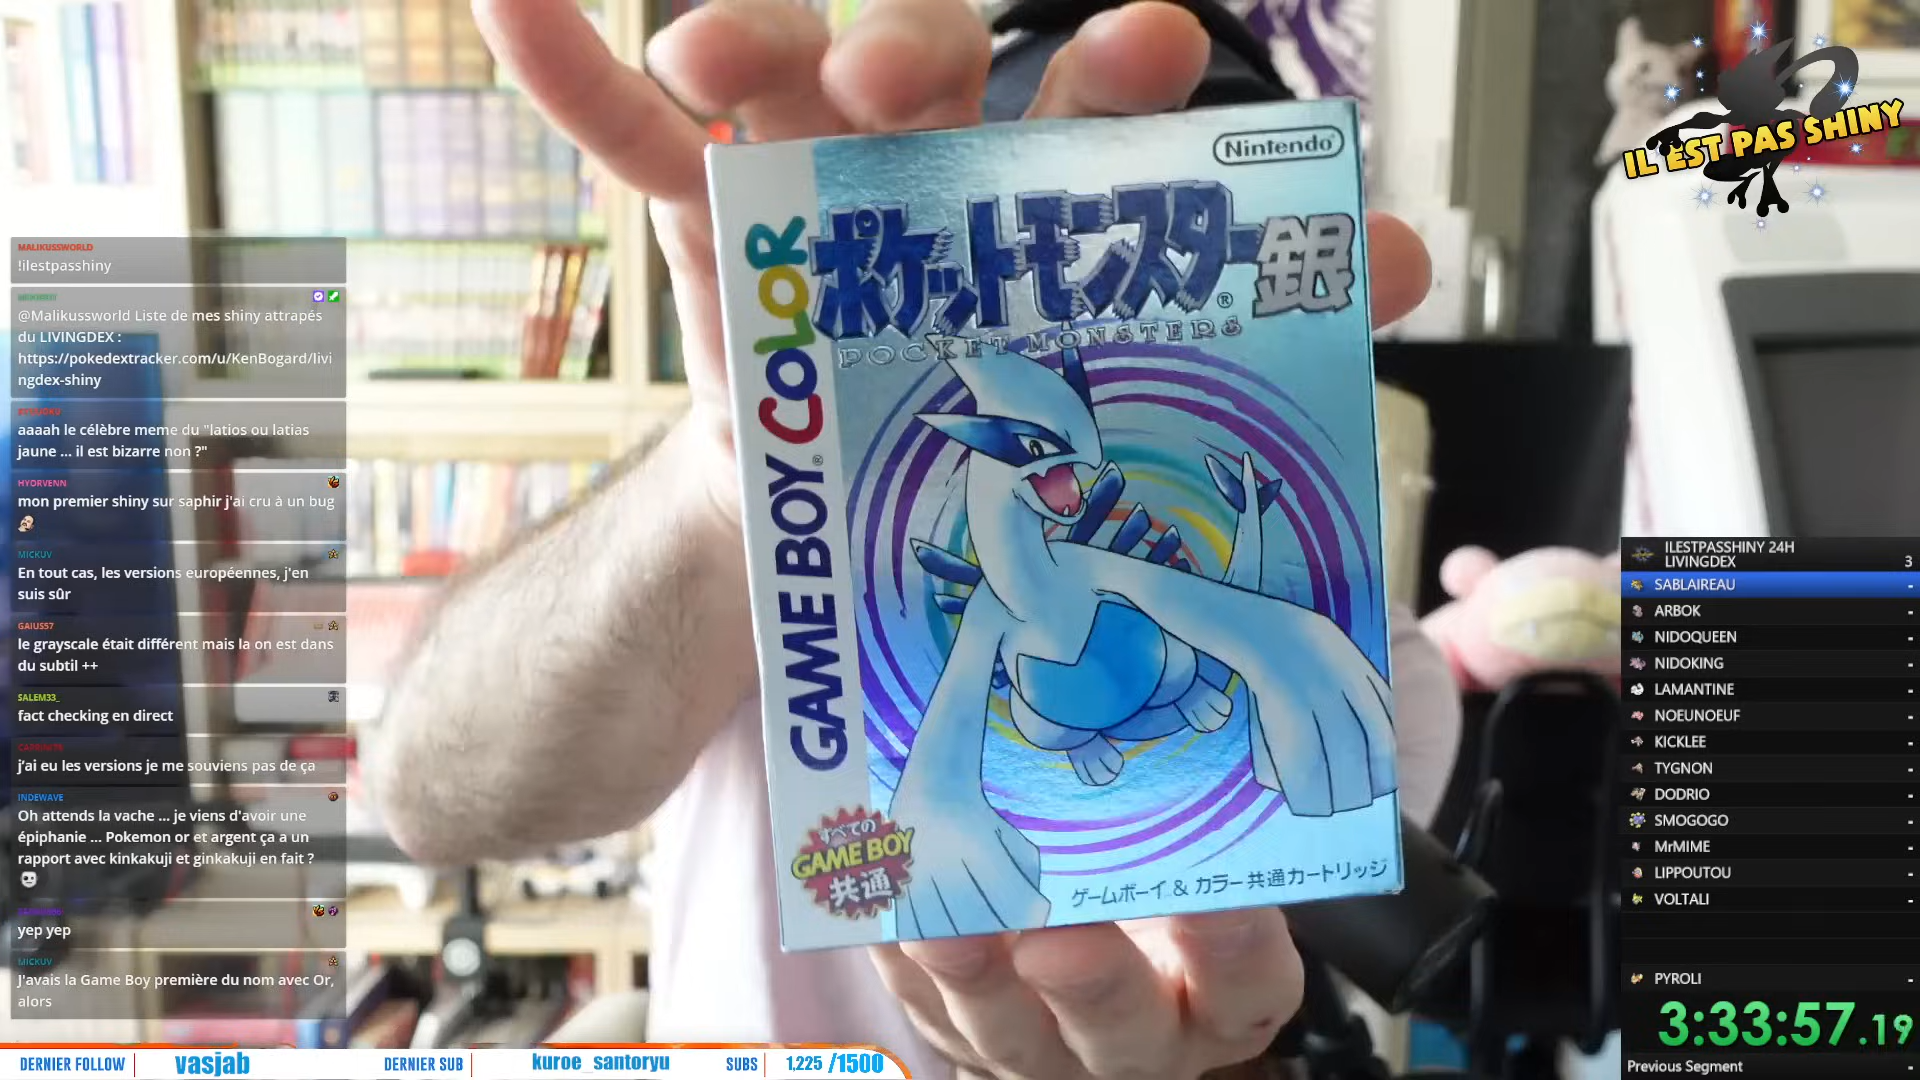 MALIKUSSWORLD
!ilestpasshiny
@Malikussworld Liste de mes shiny attrapés
du LIVINGDEX :
https://pokedextracker.com/u/KenBogard/livi
ngdex-shiny
aaaah le célèbre meme du "latios ou latias
jaune ... il est bizarre non ?"
HYORVENN
mon premier shiny sur saphir j'ai cru à un bug
MICKUV
En tout cas, les versions européennes, j'en
suis sûr
GAIUS57
le grayscale était différent mais la on est dans
du subtil ++
SALEM33_
fact checking en direct
j'ai eu les versions je me souviens pas de ça
INDEWAVE
Oh attends la vache ... je viens d'avoir une
épiphanie ... Pokemon or et argent ça a un
rapport avec kinkakuji et ginkakuji en fait ?
yep yep
MICKUV
J'avais la Game Boy première du nom avec Or,
alors
Nintendo
ポケットモンスター銀
POCKET MONSTERS
GAME BOY COLOR
すべての
GAME BOY
共通
ゲームボーイ & カラー共通カートリッジ
IL EST PAS SHINY
ILESTPASSHINY 24H
LIVINGDEX 3
SABLAIREAU -
ARBOK -
NIDOQUEEN -
NIDOKING -
LAMANTINE -
NOEUNOEUF -
KICKLEE -
TYGNON -
DODRIO -
SMOGOGO -
MrMIME -
LIPPOUTOU -
VOLTALI -
PYROLI -
3:33:57.19
Previous Segment -
DERNIER FOLLOW vasjab DERNIER SUB kuroe_santoryu SUBS 1,225 /1500